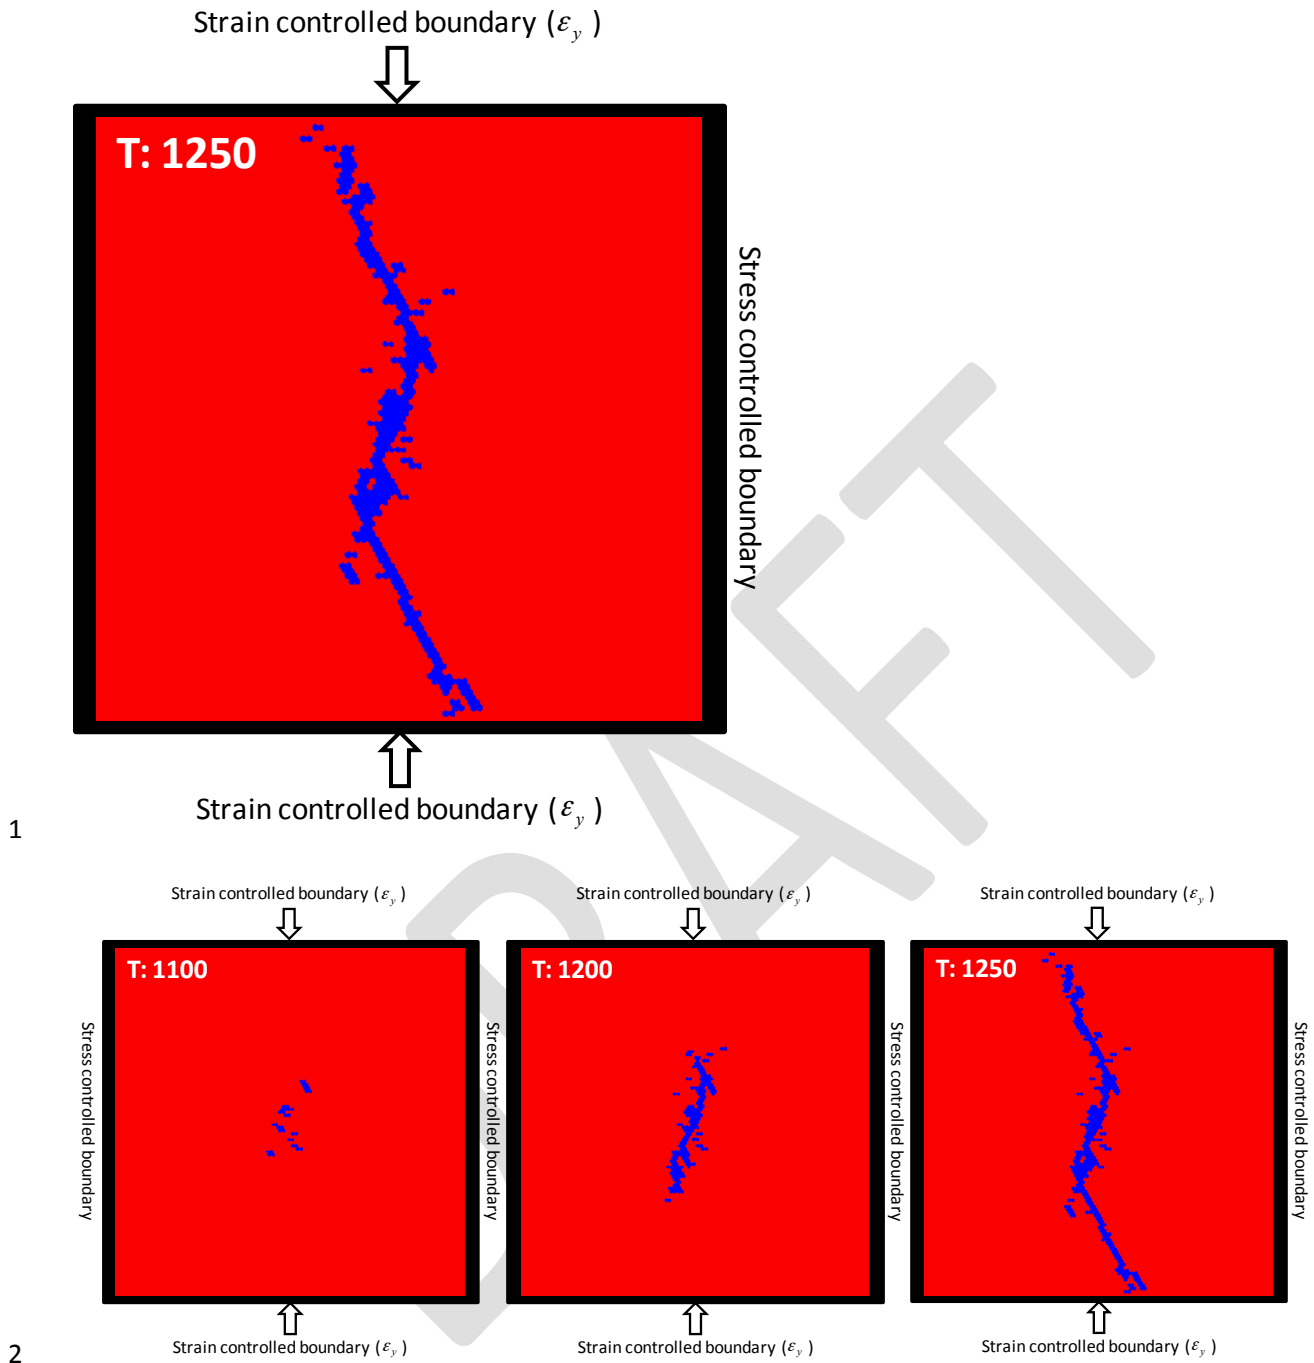 Strain controlled boundary (εy )
T: 1250
Stress controlled boundary
Strain controlled boundary (εy )
1
Strain controlled boundary (εy )
Strain controlled boundary (εy )
Strain controlled boundary (εy )
T: 1100
T: 1200
T: 1250
Stress controlled boundary
Stress controlled boundary
Stress controlled boundary
Stress controlled boundary
Strain controlled boundary (εy )
Strain controlled boundary (εy )
Strain controlled boundary (εy )
2
DRAFT